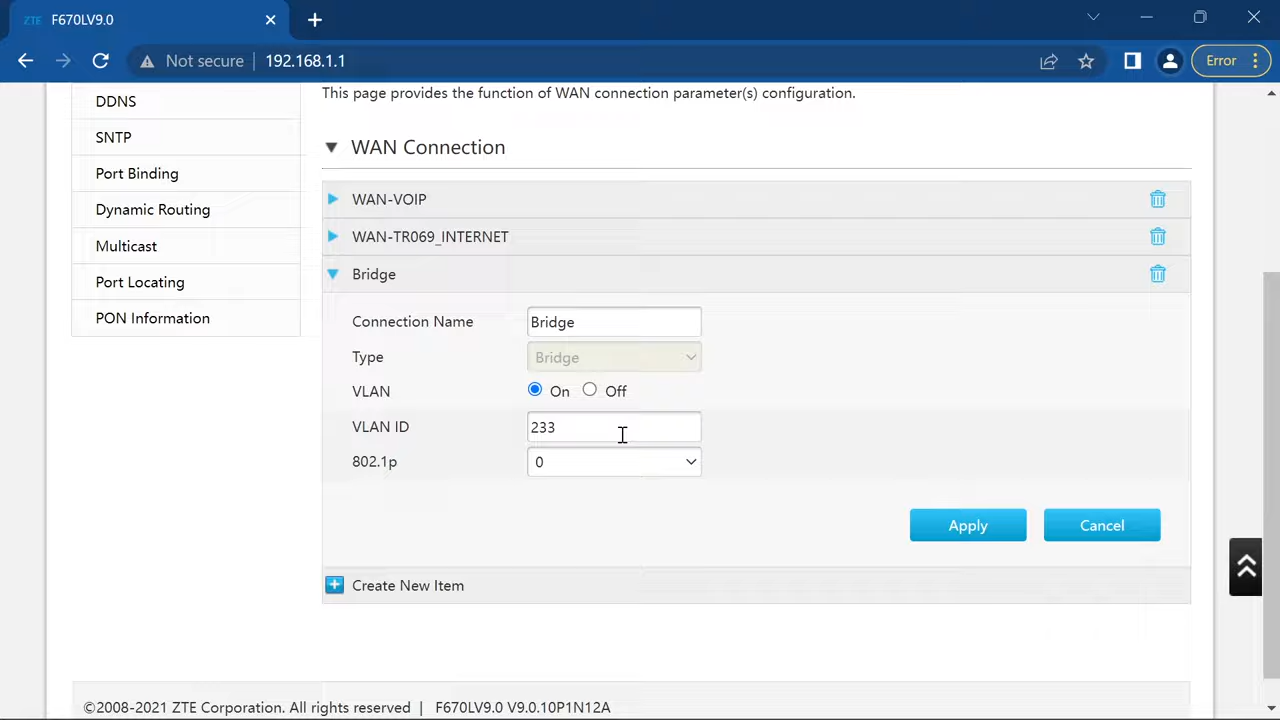 ZTE F670LV9.0
Not secure 192.168.1.1 Error
DDNS
SNTP
Port Binding
Dynamic Routing
Multicast
Port Locating
PON Information
This page provides the function of WAN connection parameter(s) configuration.
WAN Connection
WAN-VOIP
WAN-TR069_INTERNET
Bridge
Connection Name Bridge
Type Bridge
VLAN On Off
VLAN ID 233
802.1p 0
Apply Cancel
Create New Item
©2008-2021 ZTE Corporation. All rights reserved | F670LV9.0 V9.0.10P1N12A